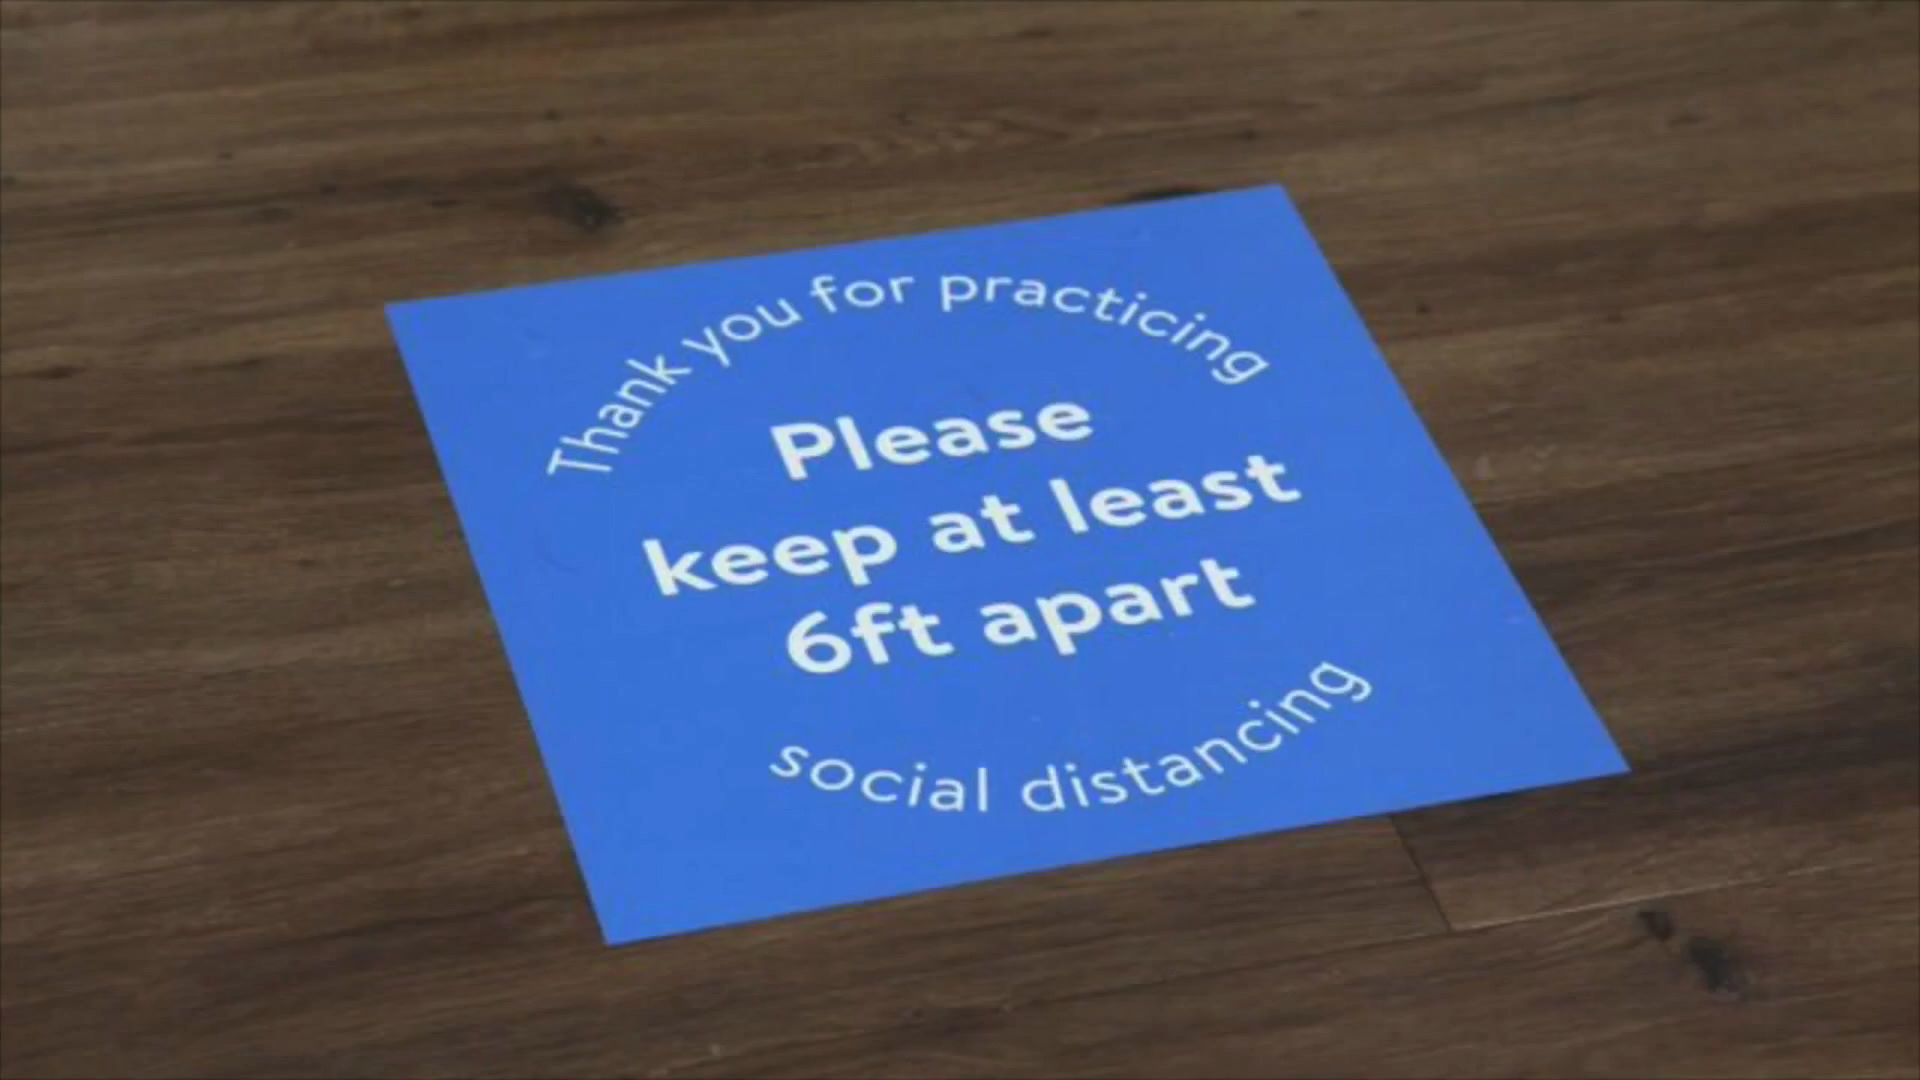 Thank you for practicing
Please
keep at least
6ft apart
social distancing